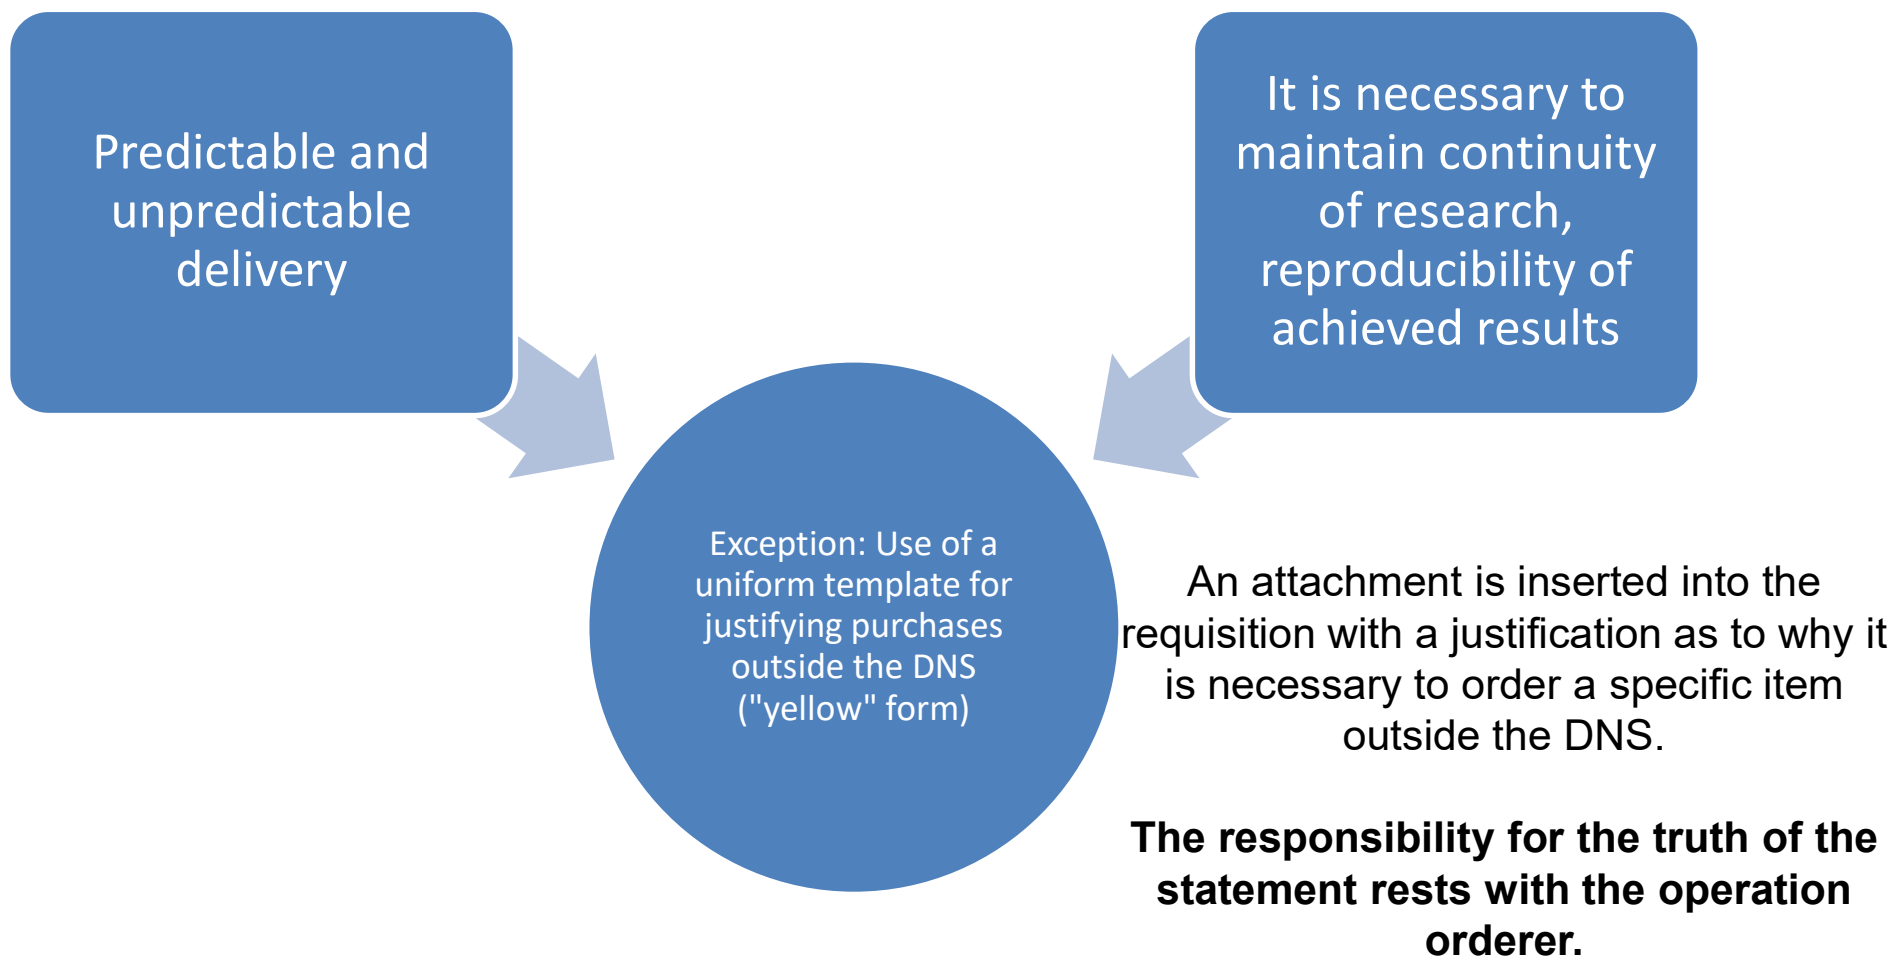 Predictable and
unpredictable
delivery
It is necessary to
maintain continuity
of research,
reproducibility of
achieved results
Exception: Use of a
uniform template for
justifying purchases
outside the DNS
("yellow" form)
An attachment is inserted into the
requisition with a justification as to why it
is necessary to order a specific item
outside the DNS.
The responsibility for the truth of the
statement rests with the operation
orderer.